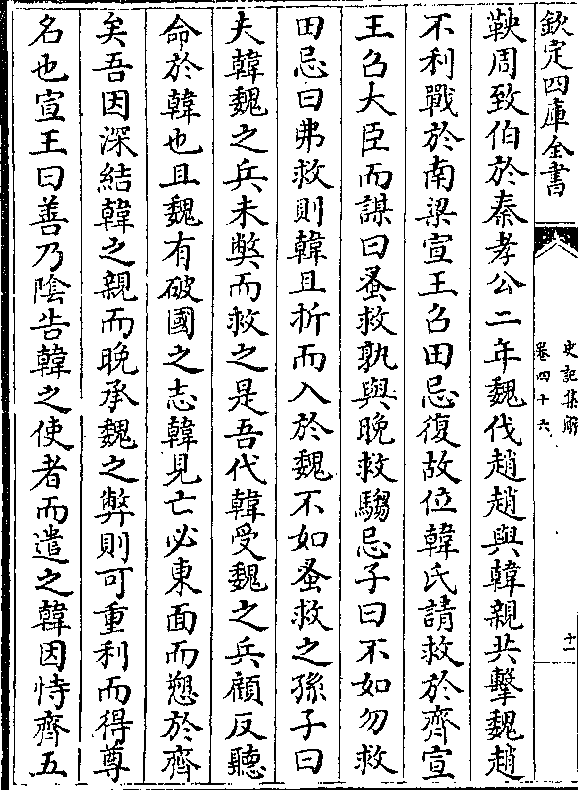 欽定四庫全書
史記集解
卷四十六
十一
鞅周致伯於秦孝公二年魏伐趙趙與韓親共擊魏趙
不利戰於南梁宣王召田忌復故位韓氏請救於齊宣
王召大臣而謀曰蚤救孰與晚救騶忌子曰不如勿救
田忌曰弗救則韓且折而入於魏不如蚤救之孫子曰
夫韓魏之兵未弊而救之是吾代韓受魏之兵顧反聽
命於韓也且魏有破國之志韓見亡必東面而愬於齊
矣吾因深結韓之親而晚承魏之弊則可重利而得尊
名也宣王曰善乃陰告韓之使者而遣之韓因恃齊五